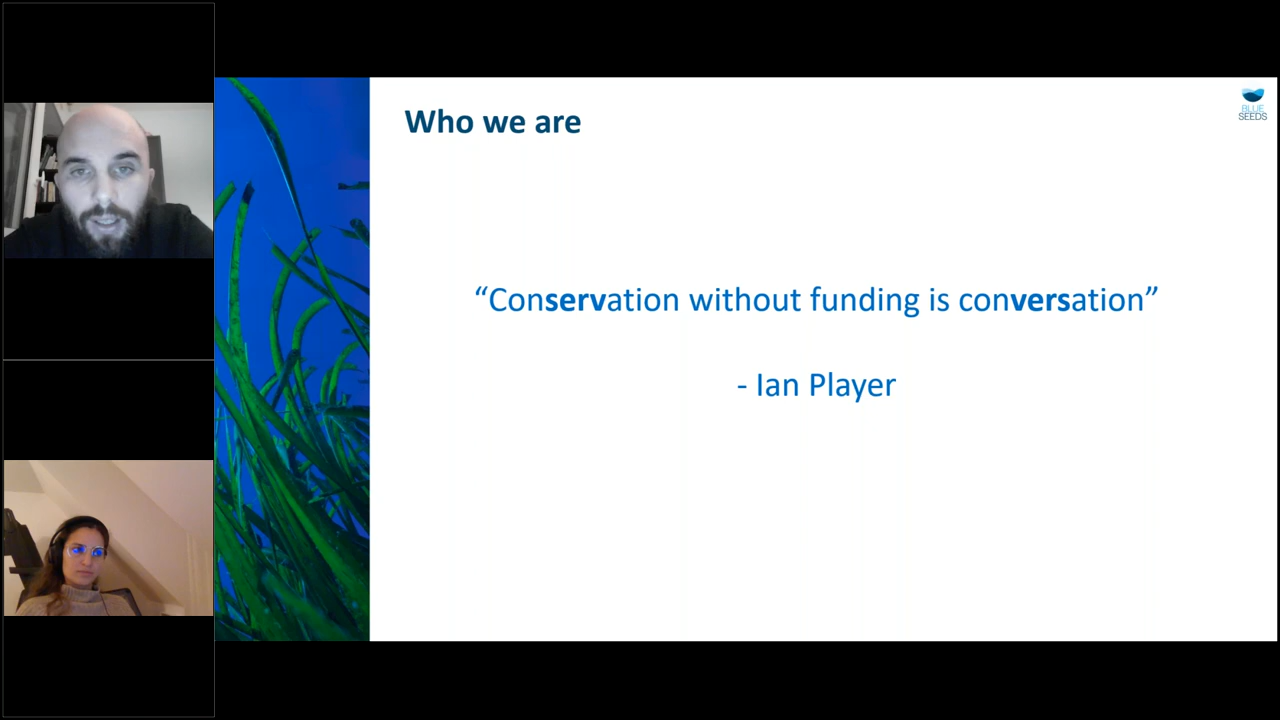 Who we are
BLUE
SEEDS
“Conservation without funding is conversation”
- Ian Player